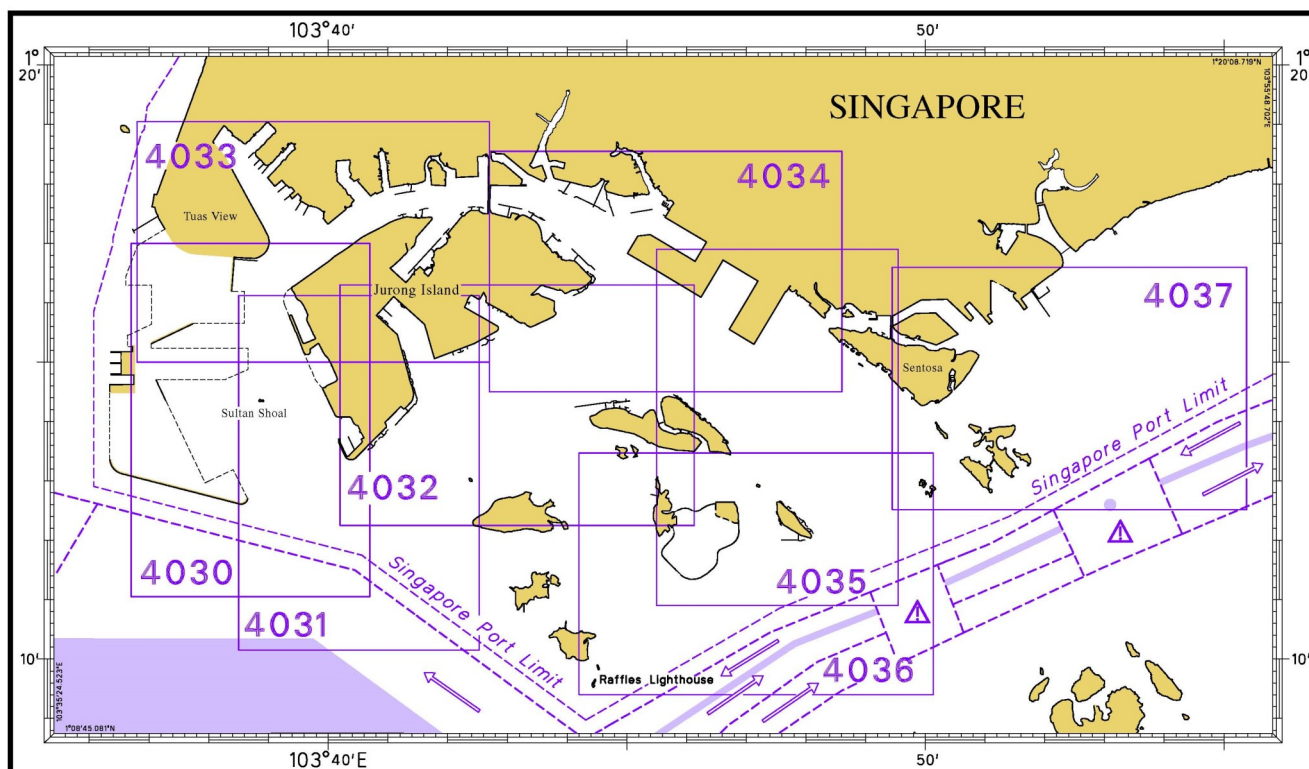 103°40' 50'
1° 1°
20' 20'
1°20'08.719"N
103°55'48.702"E
SINGAPORE
4033
4034
Tuas View
Jurong Island
4037
Sentosa
Sultan Shoal
Singapore Port Limit
4032
4030
4035
4031
Singapore Port Limit
4036
10' 10'
Raffles Lighthouse
103°35'24.523"E
1°08'45.081"N
103°40'E 50'